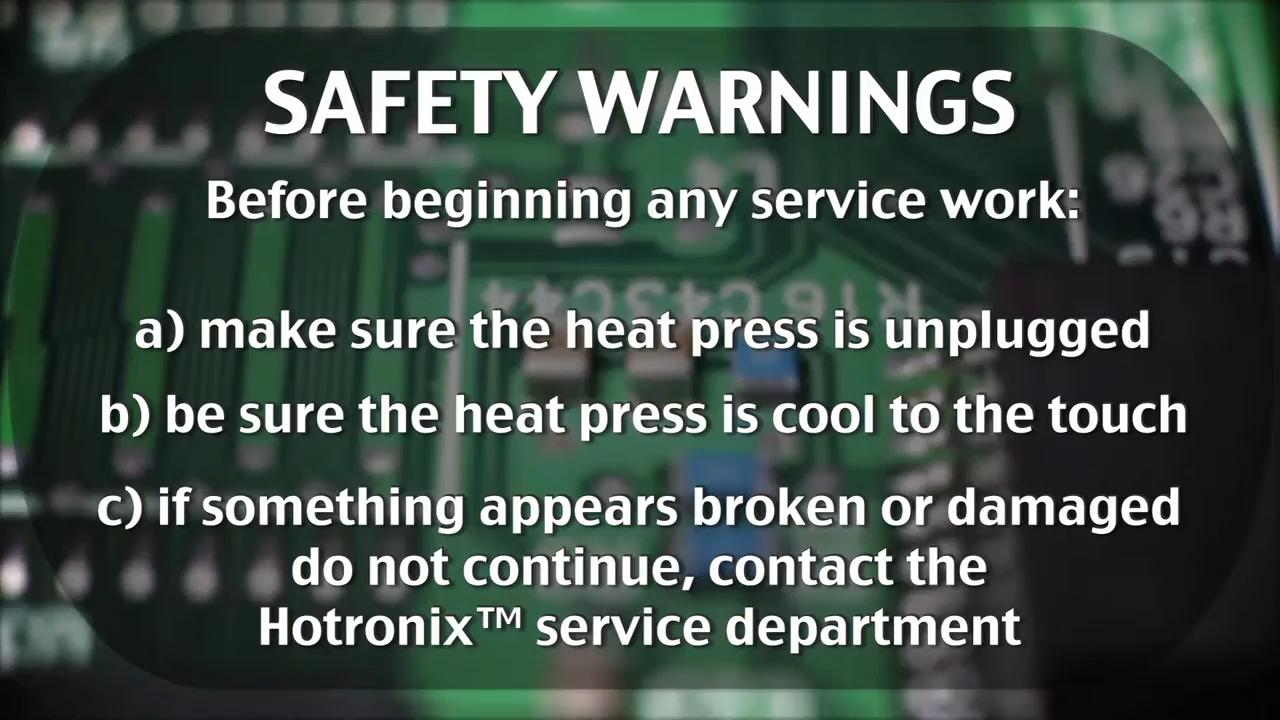 SAFETY WARNINGS
Before beginning any service work:
a) make sure the heat press is unplugged
b) be sure the heat press is cool to the touch
c) if something appears broken or damaged
do not continue, contact the
Hotronix™ service department
R16 C43C44